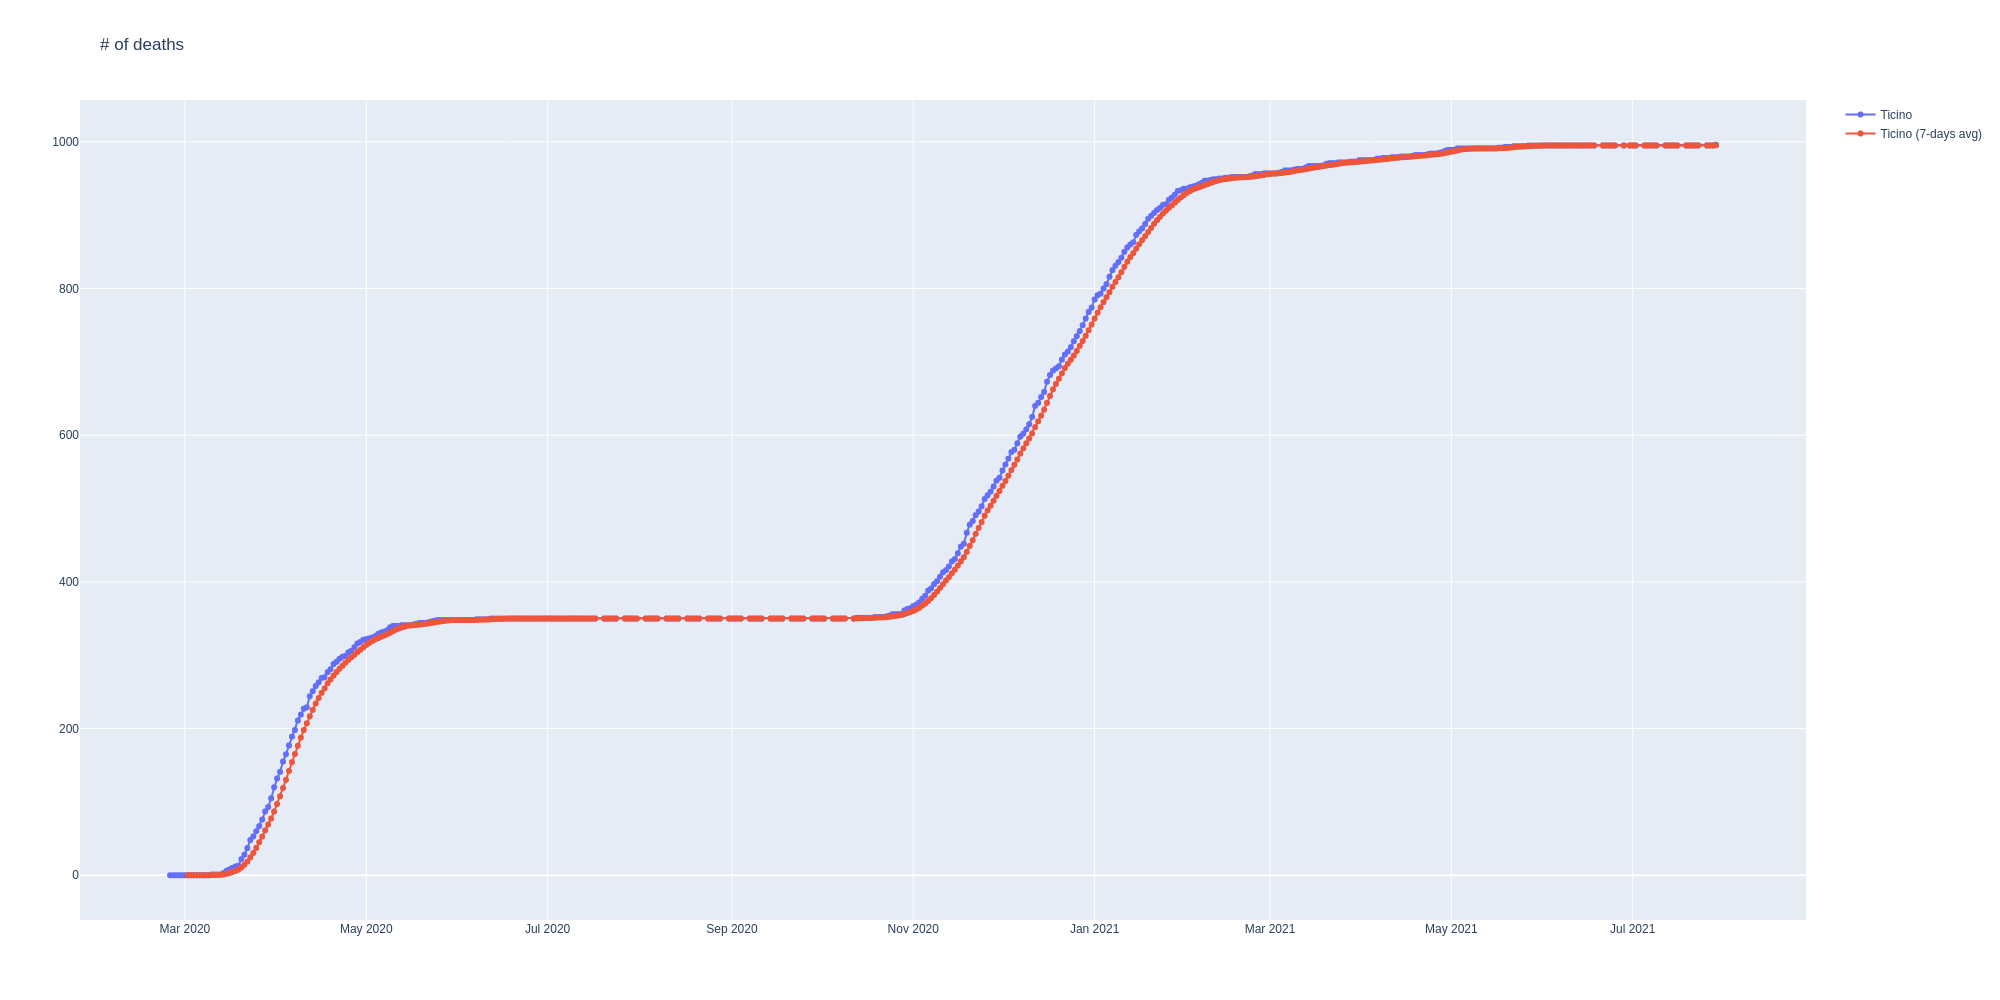 # of deaths
Ticino
Ticino (7-days avg)
1000
800
600
400
200
0
Mar 2020
May 2020
Jul 2020
Sep 2020
Nov 2020
Jan 2021
Mar 2021
May 2021
Jul 2021